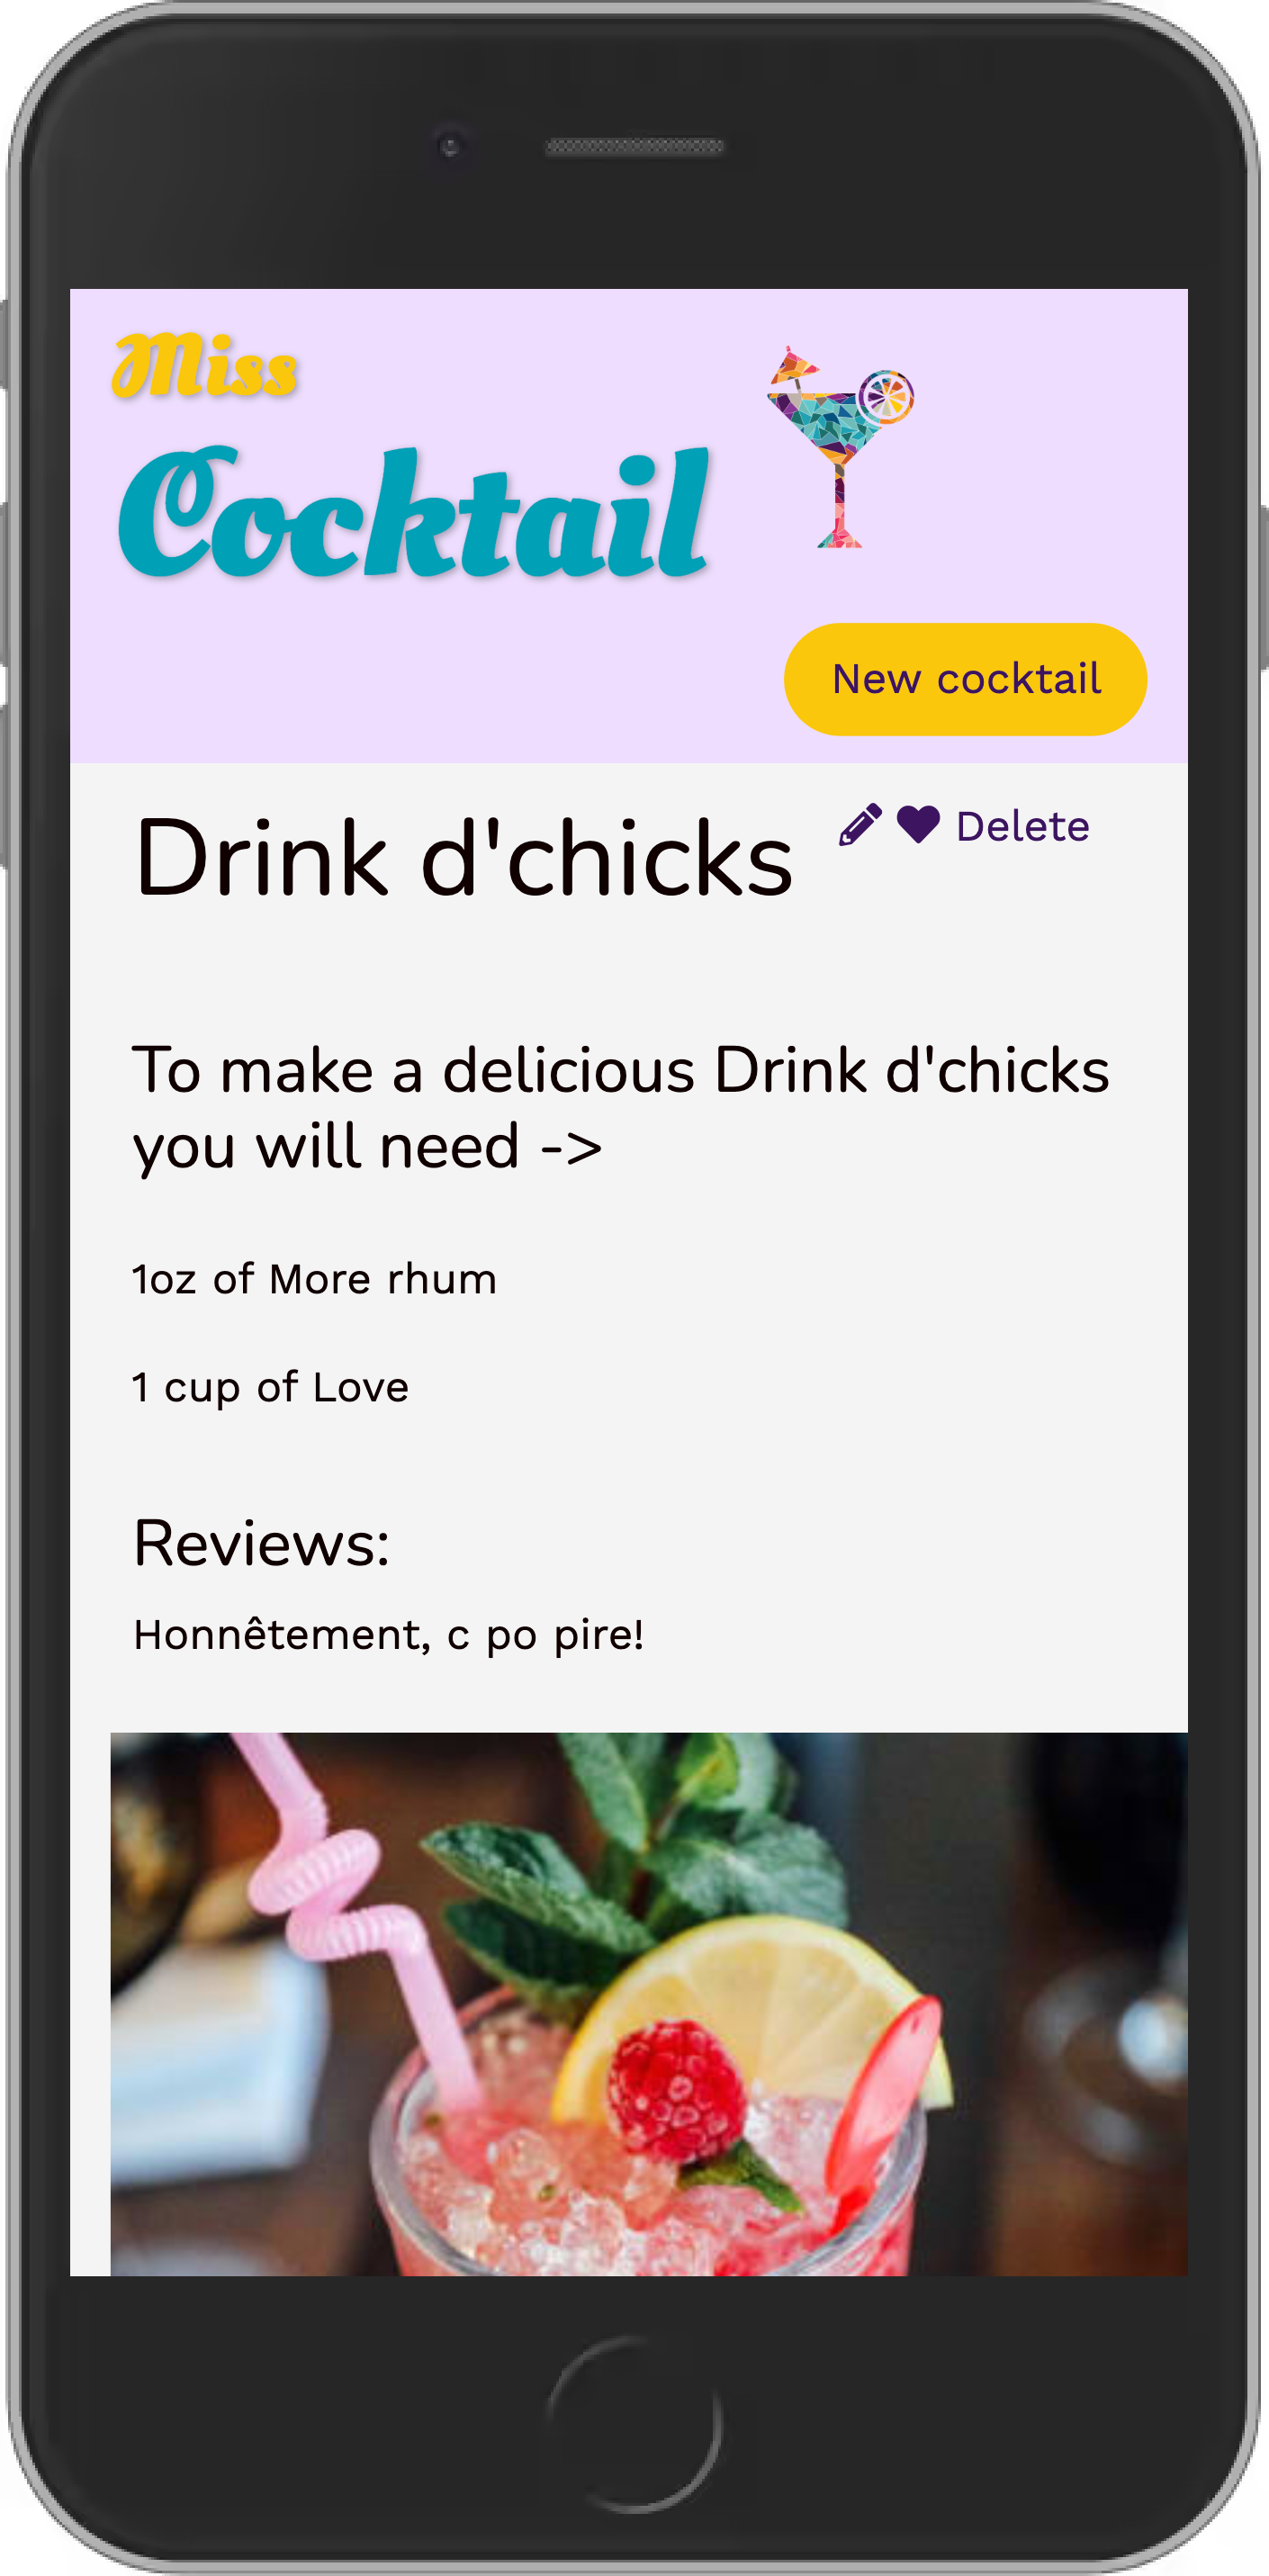 Miss
Cocktail
New cocktail
Drink d'chicks
Delete
To make a delicious Drink d'chicks
you will need ->
1oz of More rhum
1 cup of Love
Reviews:
Honnêtement, c po pire!